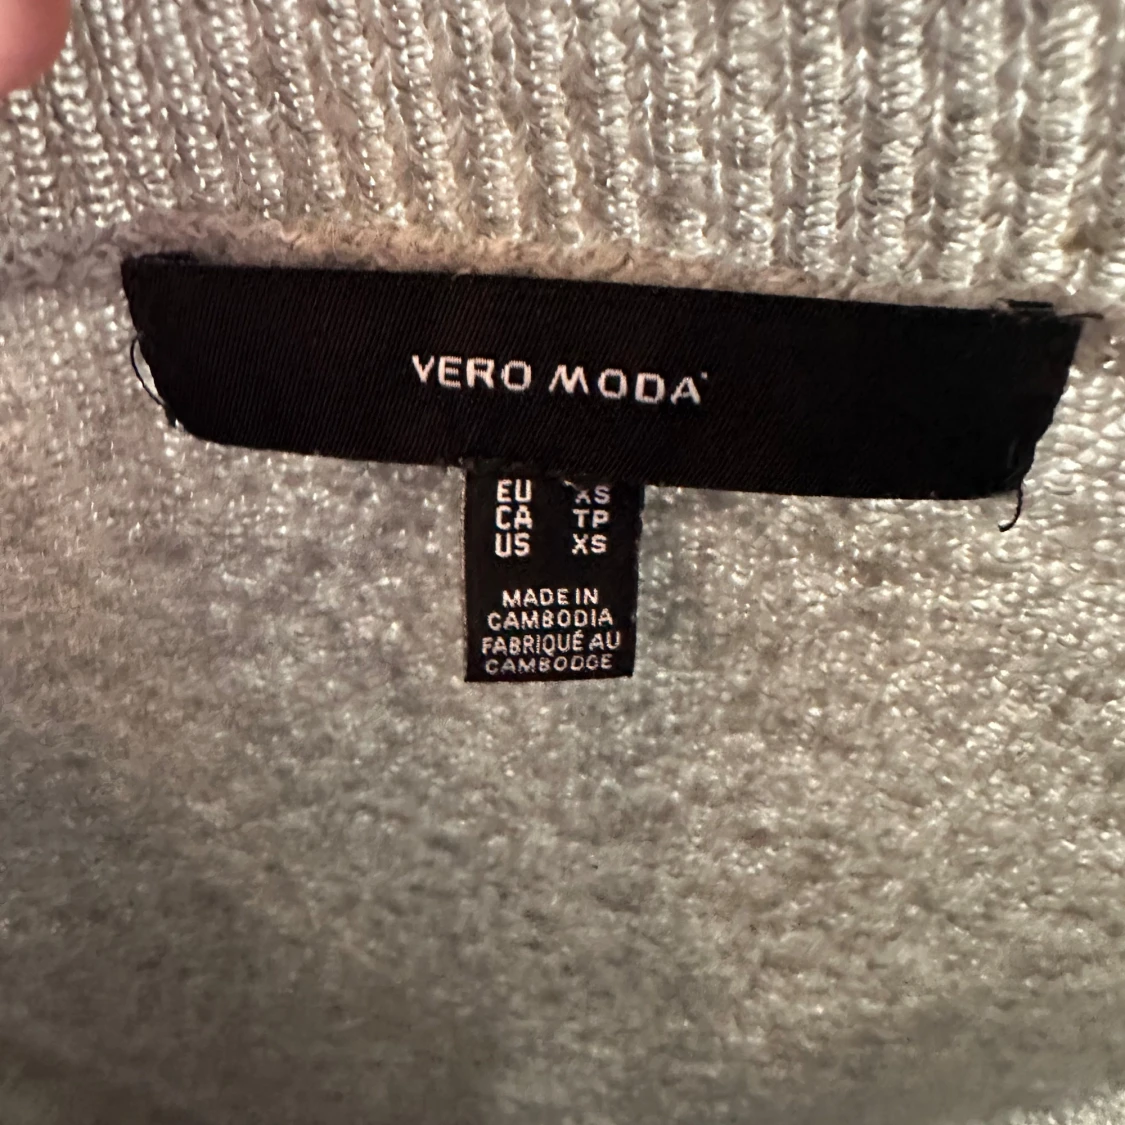 VERO MODA
EU XS
CA TP
US XS
MADE IN
CAMBODIA
FABRIQUÉ AU
CAMBODGE